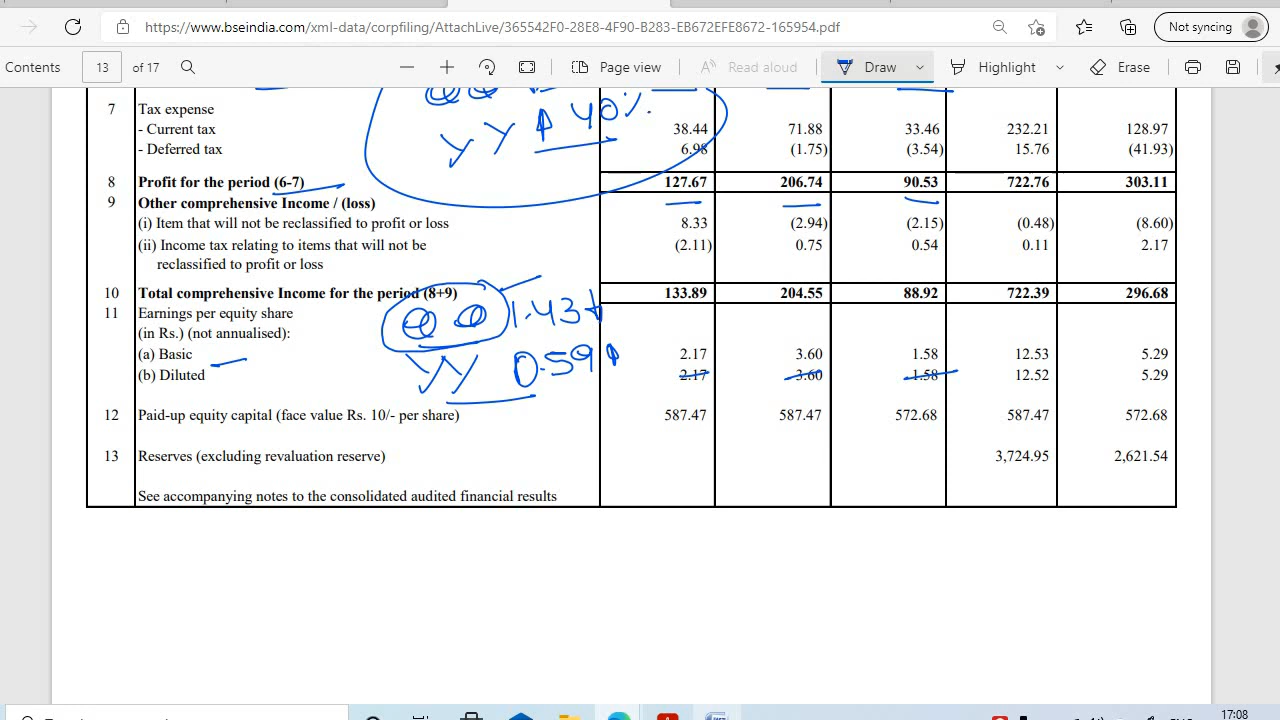 https://www.bseindia.com/xml-data/corpfiling/AttachLive/365542F0-28E8-4F90-B283-EB672EFE8672-165954.pdf
Not syncing
Contents 13 of 17 Page view Read aloud Draw Highlight Erase
7 Tax expense
- Current tax 38.44 71.88 33.46 232.21 128.97
- Deferred tax 6.98 (1.75) (3.54) 15.76 (41.93)
QQ
YY 40%
8 Profit for the period (6-7) 127.67 206.74 90.53 722.76 303.11
9 Other comprehensive Income / (loss)
(i) Item that will not be reclassified to profit or loss 8.33 (2.94) (2.15) (0.48) (8.60)
(ii) Income tax relating to items that will not be 
reclassified to profit or loss (2.11) 0.75 0.54 0.11 2.17
10 Total comprehensive Income for the period (8+9) 133.89 204.55 88.92 722.39 296.68
11 Earnings per equity share
(in Rs.) (not annualised):
QQ 1.43
(a) Basic 2.17 3.60 1.58 12.53 5.29
YY 0.59
(b) Diluted 2.17 3.60 1.58 12.52 5.29
12 Paid-up equity capital (face value Rs. 10/- per share) 587.47 587.47 572.68 587.47 572.68
13 Reserves (excluding revaluation reserve) 3,724.95 2,621.54
See accompanying notes to the consolidated audited financial results
17:08